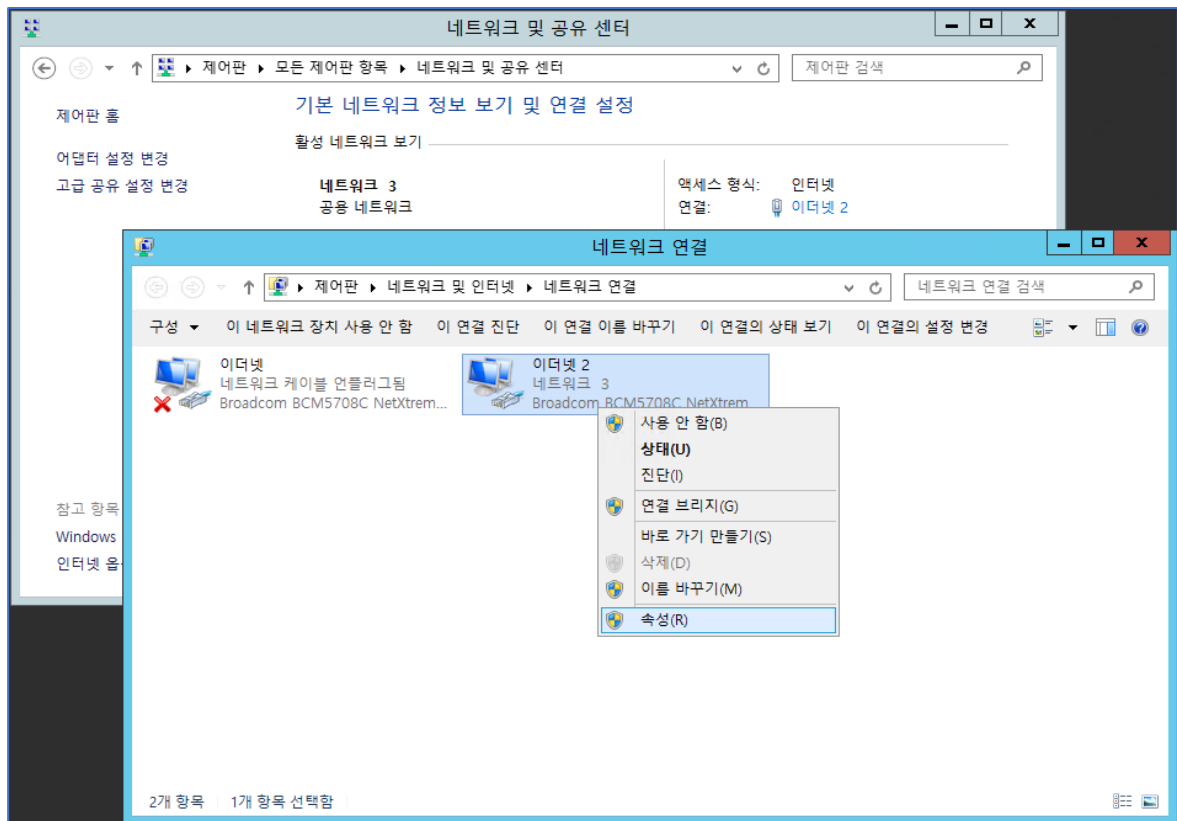 네트워크 및 공유 센터
제어판 ▸ 모든 제어판 항목 ▸ 네트워크 및 공유 센터
제어판 검색
제어판 홈
어댑터 설정 변경
고급 공유 설정 변경
기본 네트워크 정보 보기 및 연결 설정
활성 네트워크 보기
네트워크 3
공용 네트워크
액세스 형식: 인터넷
연결: 이더넷 2
참고 항목
Windows
인터넷 옵
네트워크 연결
제어판 ▸ 네트워크 및 인터넷 ▸ 네트워크 연결
네트워크 연결 검색
구성 이 네트워크 장치 사용 안 함 이 연결 진단 이 연결 이름 바꾸기 이 연결의 상태 보기 이 연결의 설정 변경
이더넷
네트워크 케이블 언플러그됨
Broadcom BCM5708C NetXtrem...
이더넷 2
네트워크 3
Broadcom BCM5708C NetXtrem
사용 안 함(B)
상태(U)
진단(I)
연결 브리지(G)
바로 가기 만들기(S)
삭제(D)
이름 바꾸기(M)
속성(R)
2개 항목 1개 항목 선택함